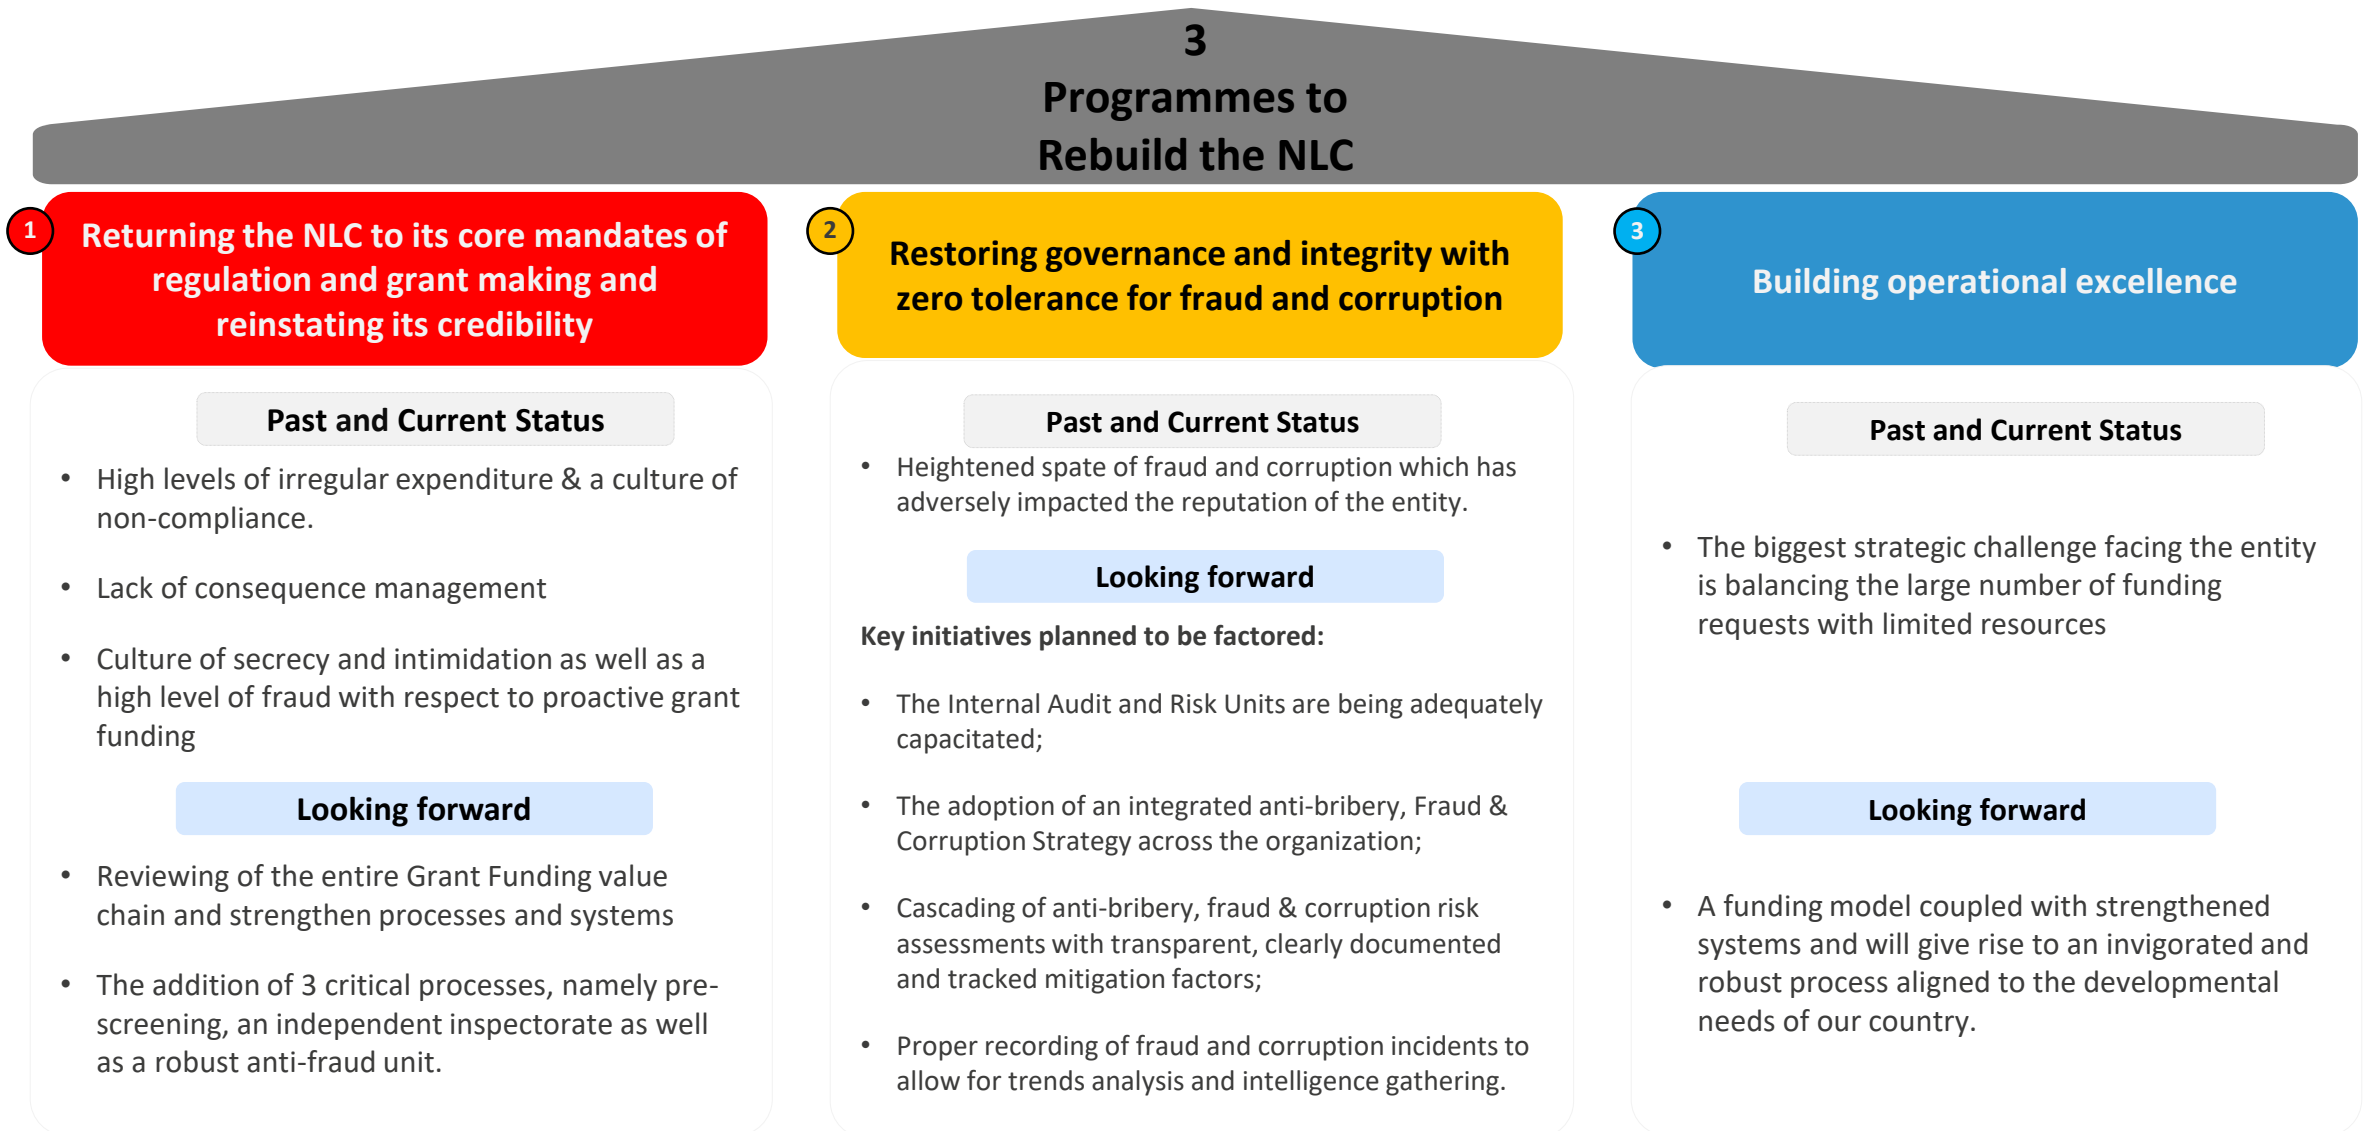 3
Programmes to
Rebuild the NLC
1
Returning the NLC to its core mandates of
regulation and grant making and
reinstating its credibility
Past and Current Status
• High levels of irregular expenditure & a culture of
non-compliance.
• Lack of consequence management
• Culture of secrecy and intimidation as well as a
high level of fraud with respect to proactive grant
funding
Looking forward
• Reviewing of the entire Grant Funding value
chain and strengthen processes and systems
• The addition of 3 critical processes, namely pre-
screening, an independent inspectorate as well
as a robust anti-fraud unit.
2
Restoring governance and integrity with
zero tolerance for fraud and corruption
Past and Current Status
• Heightened spate of fraud and corruption which has
adversely impacted the reputation of the entity.
Looking forward
Key initiatives planned to be factored:
• The Internal Audit and Risk Units are being adequately
capacitated;
• The adoption of an integrated anti-bribery, Fraud &
Corruption Strategy across the organization;
• Cascading of anti-bribery, fraud & corruption risk
assessments with transparent, clearly documented
and tracked mitigation factors;
• Proper recording of fraud and corruption incidents to
allow for trends analysis and intelligence gathering.
3
Building operational excellence
Past and Current Status
• The biggest strategic challenge facing the entity
is balancing the large number of funding
requests with limited resources
Looking forward
• A funding model coupled with strengthened
systems and will give rise to an invigorated and
robust process aligned to the developmental
needs of our country.